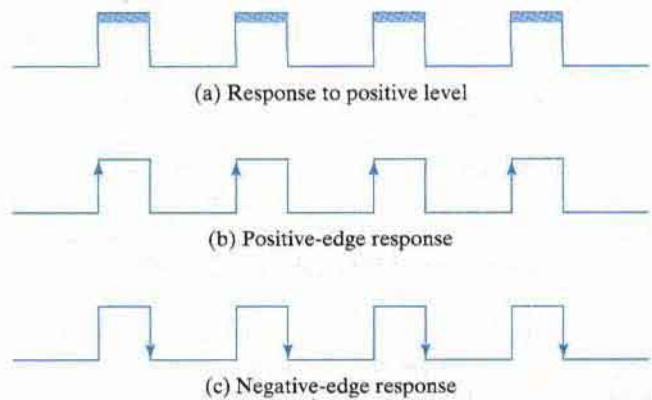 (a) Response to positive level
(b) Positive-edge response
(c) Negative-edge response